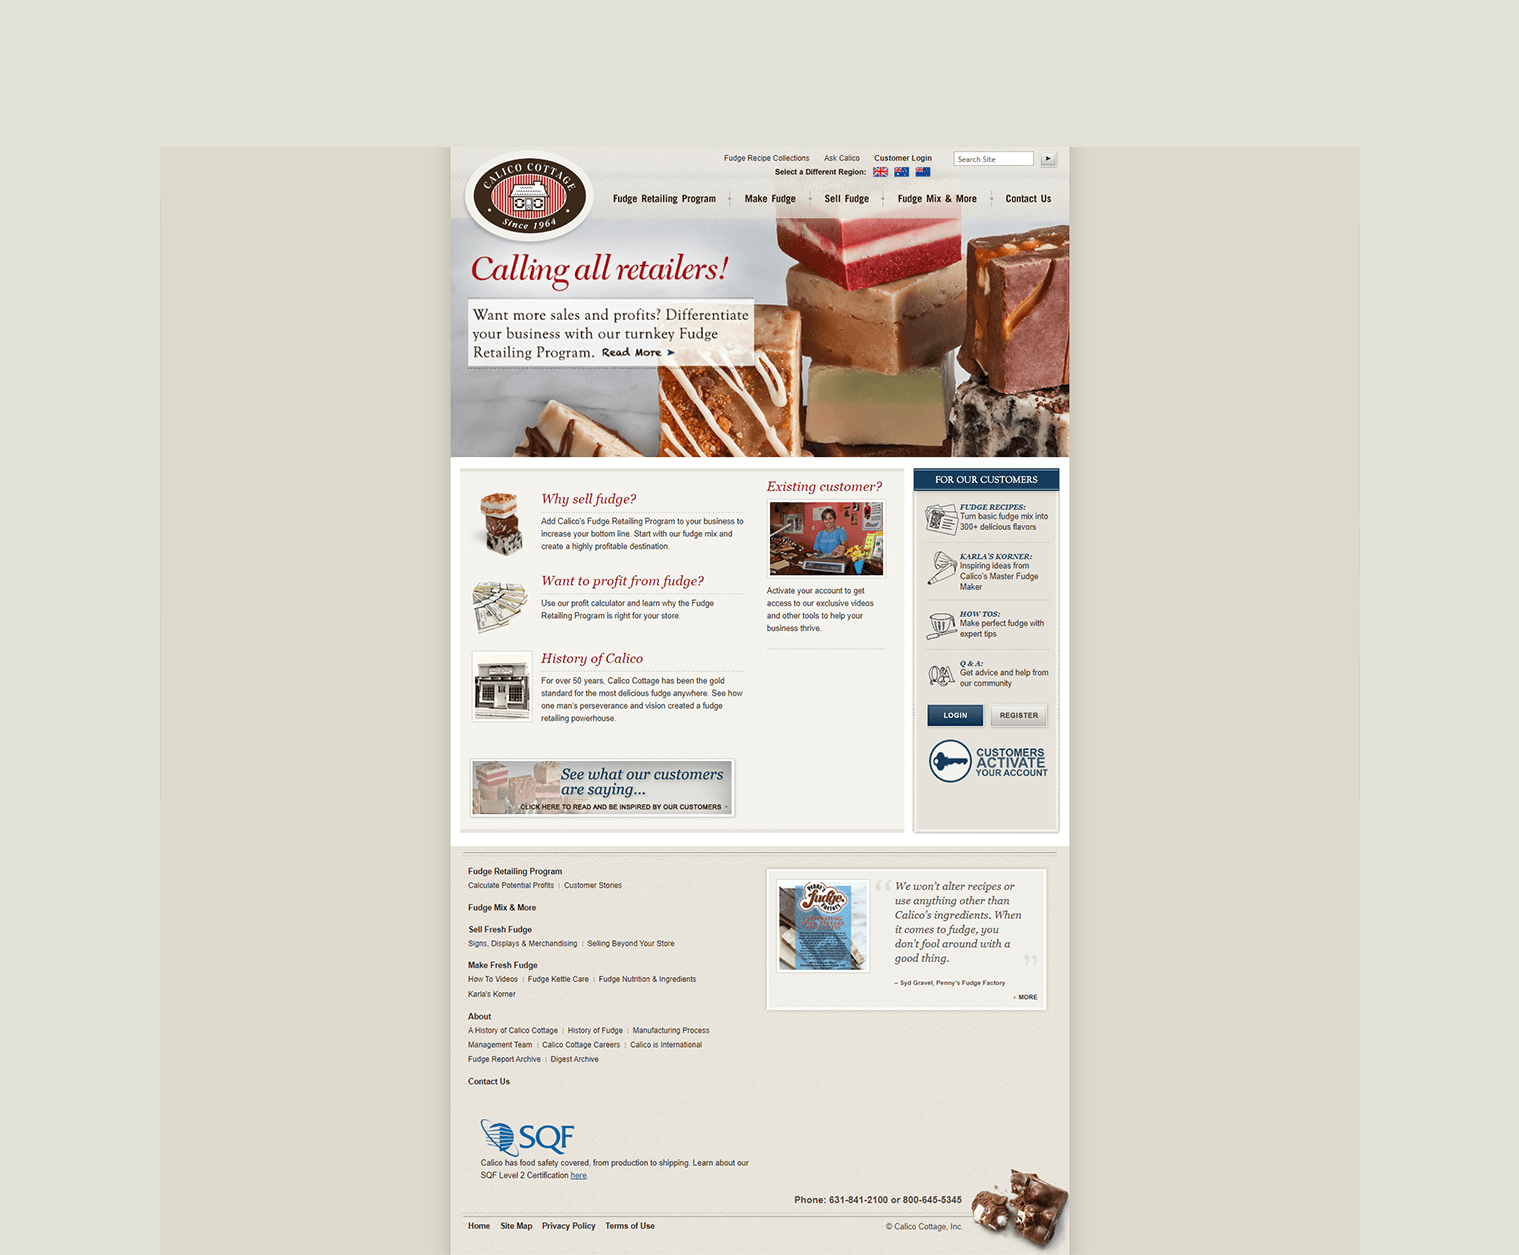 CALICO COTTAGE
Since 1964
Fudge Recipe Collections
Ask Calico
Customer Login
Search Site
Select a Different Region:
Fudge Retailing Program
Make Fudge
Sell Fudge
Fudge Mix & More
Contact Us
Calling all retailers!
Want more sales and profits? Differentiate
your business with our turnkey Fudge
Retailing Program. Read More ➤
Why sell fudge?
Add Calico's Fudge Retailing Program to your business to
increase your bottom line. Start with our fudge mix and
create a highly profitable destination.
Want to profit from fudge?
Use our profit calculator and learn why the Fudge
Retailing Program is right for your store.
History of Calico
For over 50 years, Calico Cottage has been the gold
standard for the most delicious fudge anywhere. See how
one man's perseverance and vision created a fudge
retailing powerhouse.
See what our customers
are saying...
CLICK HERE TO READ AND BE INSPIRED BY OUR CUSTOMERS
Existing customer?
Activate your account to get
access to our exclusive videos
and other tools to help your
business thrive.
FOR OUR CUSTOMERS
FUDGE RECIPES:
Turn basic fudge mix into
300+ delicious flavors
KARLA'S KORNER:
Inspiring ideas from
Calico's Master Fudge
Maker
HOW TOS:
Make perfect fudge with
expert tips
Q & A:
Get advice and help from
our community
LOGIN
REGISTER
CUSTOMERS
ACTIVATE
YOUR ACCOUNT
Fudge Retailing Program
Calculate Potential Profits
Customer Stories
Fudge Mix & More
Sell Fresh Fudge
Signs, Displays & Merchandising
Selling Beyond Your Store
Make Fresh Fudge
How To Videos
Fudge Kettle Care
Fudge Nutrition & Ingredients
Karla's Korner
About
A History of Calico Cottage
History of Fudge
Manufacturing Process
Management Team
Calico Cottage Careers
Calico is International
Fudge Report Archive
Digest Archive
Contact Us
PENNY'S
Fudge
FACTORY
“We won't alter recipes or
use anything other than
Calico's ingredients. When
it comes to fudge, you
don't fool around with a
good thing.”
– Syd Gravel, Penny's Fudge Factory
MORE
SQF
Calico has food safety covered, from production to shipping. Learn about our
SQF Level 2 Certification here.
Phone: 631-841-2100 or 800-645-5345
Home
Site Map
Privacy Policy
Terms of Use
© Calico Cottage, Inc.